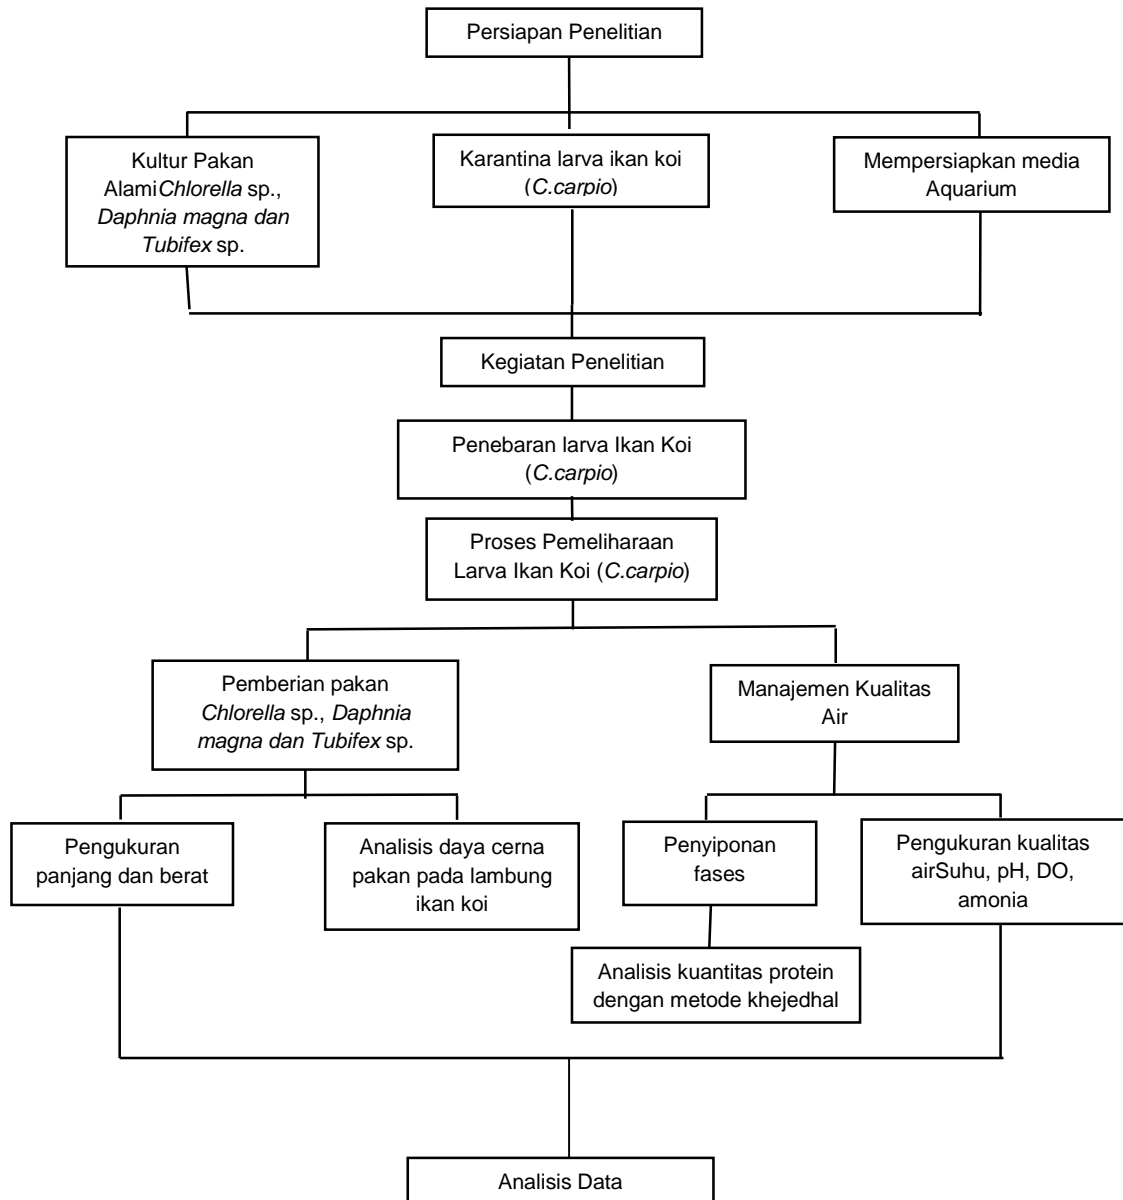 Persiapan Penelitian
Kultur Pakan
AlamiChlorella sp.,
Daphnia magna dan
Tubifex sp.
Karantina larva ikan koi
(C.carpio)
Mempersiapkan media
Aquarium
Kegiatan Penelitian
Penebaran larva Ikan Koi
(C.carpio)
Proses Pemeliharaan
Larva Ikan Koi (C.carpio)
Pemberian pakan
Chlorella sp., Daphnia
magna dan Tubifex sp.
Manajemen Kualitas
Air
Pengukuran
panjang dan berat
Analisis daya cerna
pakan pada lambung
ikan koi
Penyiponan
fases
Pengukuran kualitas
airSuhu, pH, DO,
amonia
Analisis kuantitas protein
dengan metode khejedhal
Analisis Data